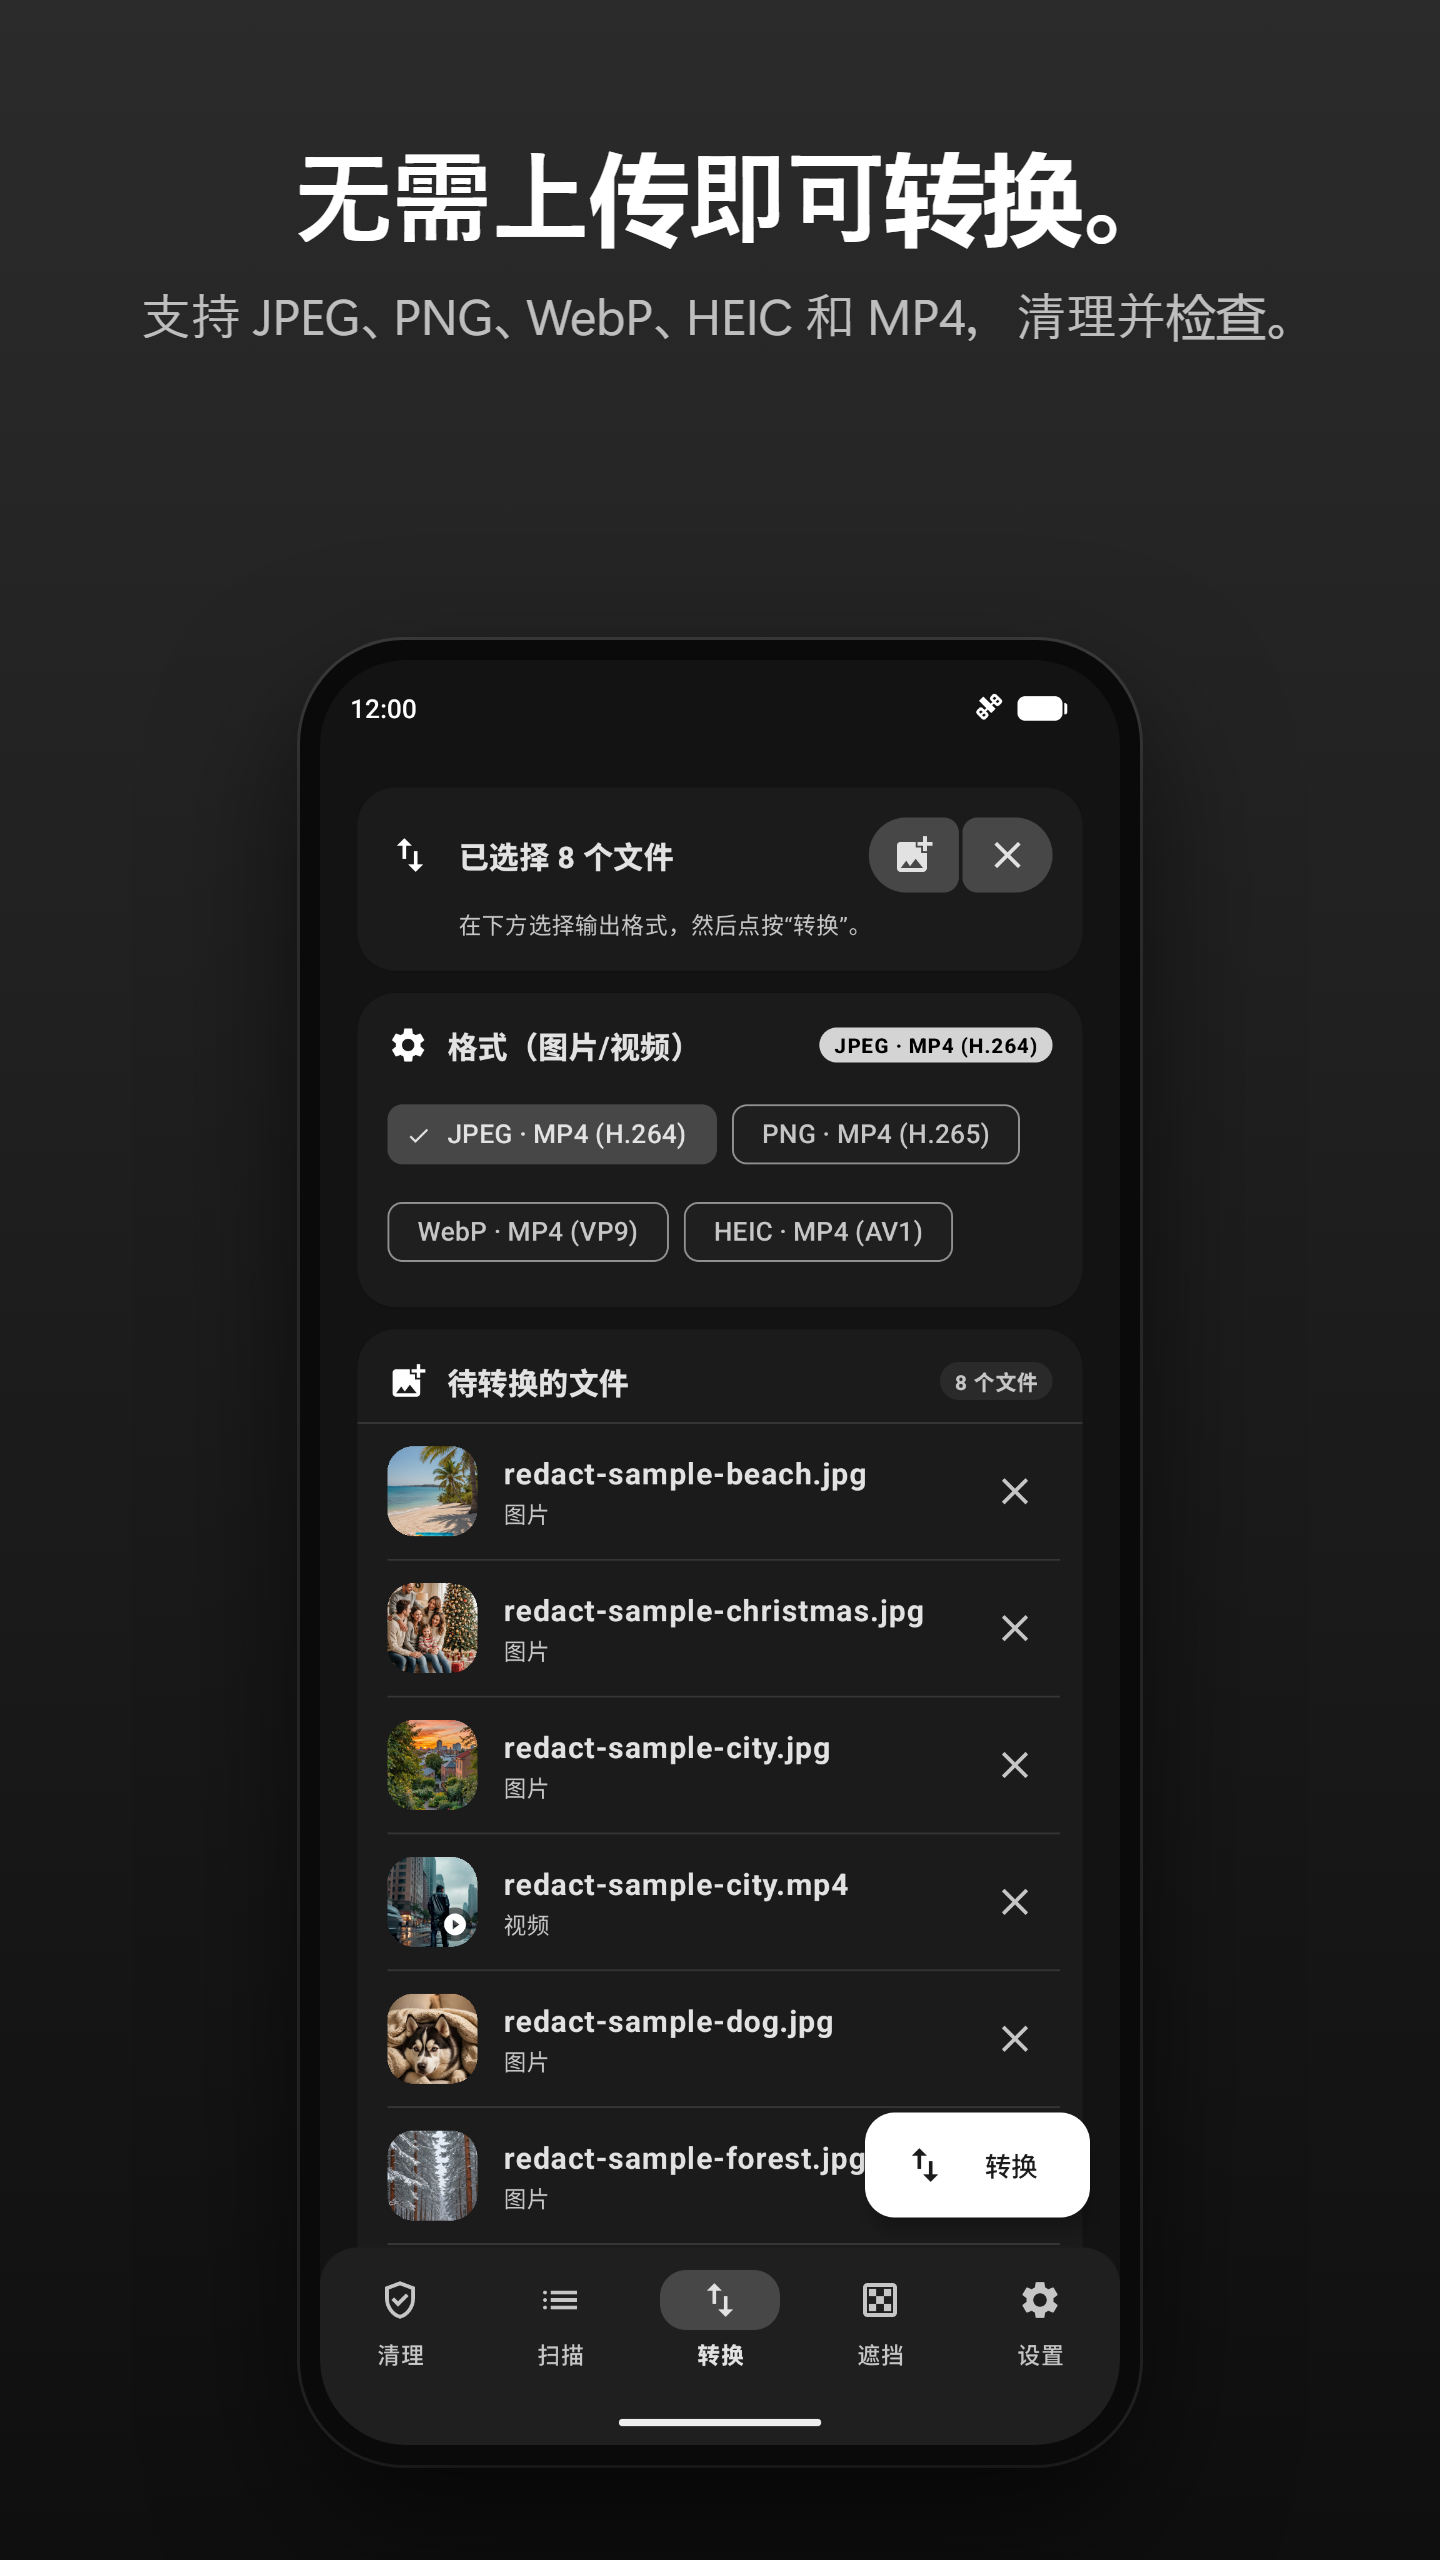 无需上传即可转换。
支持 JPEG、PNG、WebP、HEIC 和 MP4，清理并检查。
12:00
已选择 8 个文件
在下方选择输出格式，然后点按“转换”。
格式（图片/视频）
JPEG · MP4 (H.264)
JPEG · MP4 (H.264)
PNG · MP4 (H.265)
WebP · MP4 (VP9)
HEIC · MP4 (AV1)
待转换的文件
8 个文件
redact-sample-beach.jpg
图片
redact-sample-christmas.jpg
图片
redact-sample-city.jpg
图片
redact-sample-city.mp4
视频
redact-sample-dog.jpg
图片
redact-sample-forest.jpg
图片
转换
清理
扫描
转换
遮挡
设置